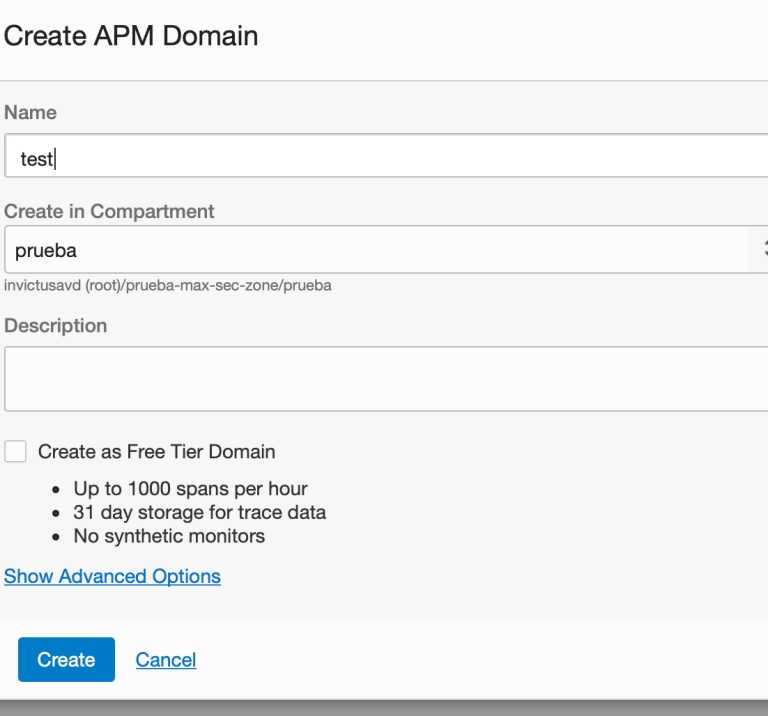 Create APM Domain
Name
test
Create in Compartment
prueba
invictusavd (root)/prueba-max-sec-zone/prueba
Description
Create as Free Tier Domain
• Up to 1000 spans per hour
• 31 day storage for trace data
• No synthetic monitors
Show Advanced Options
Create Cancel